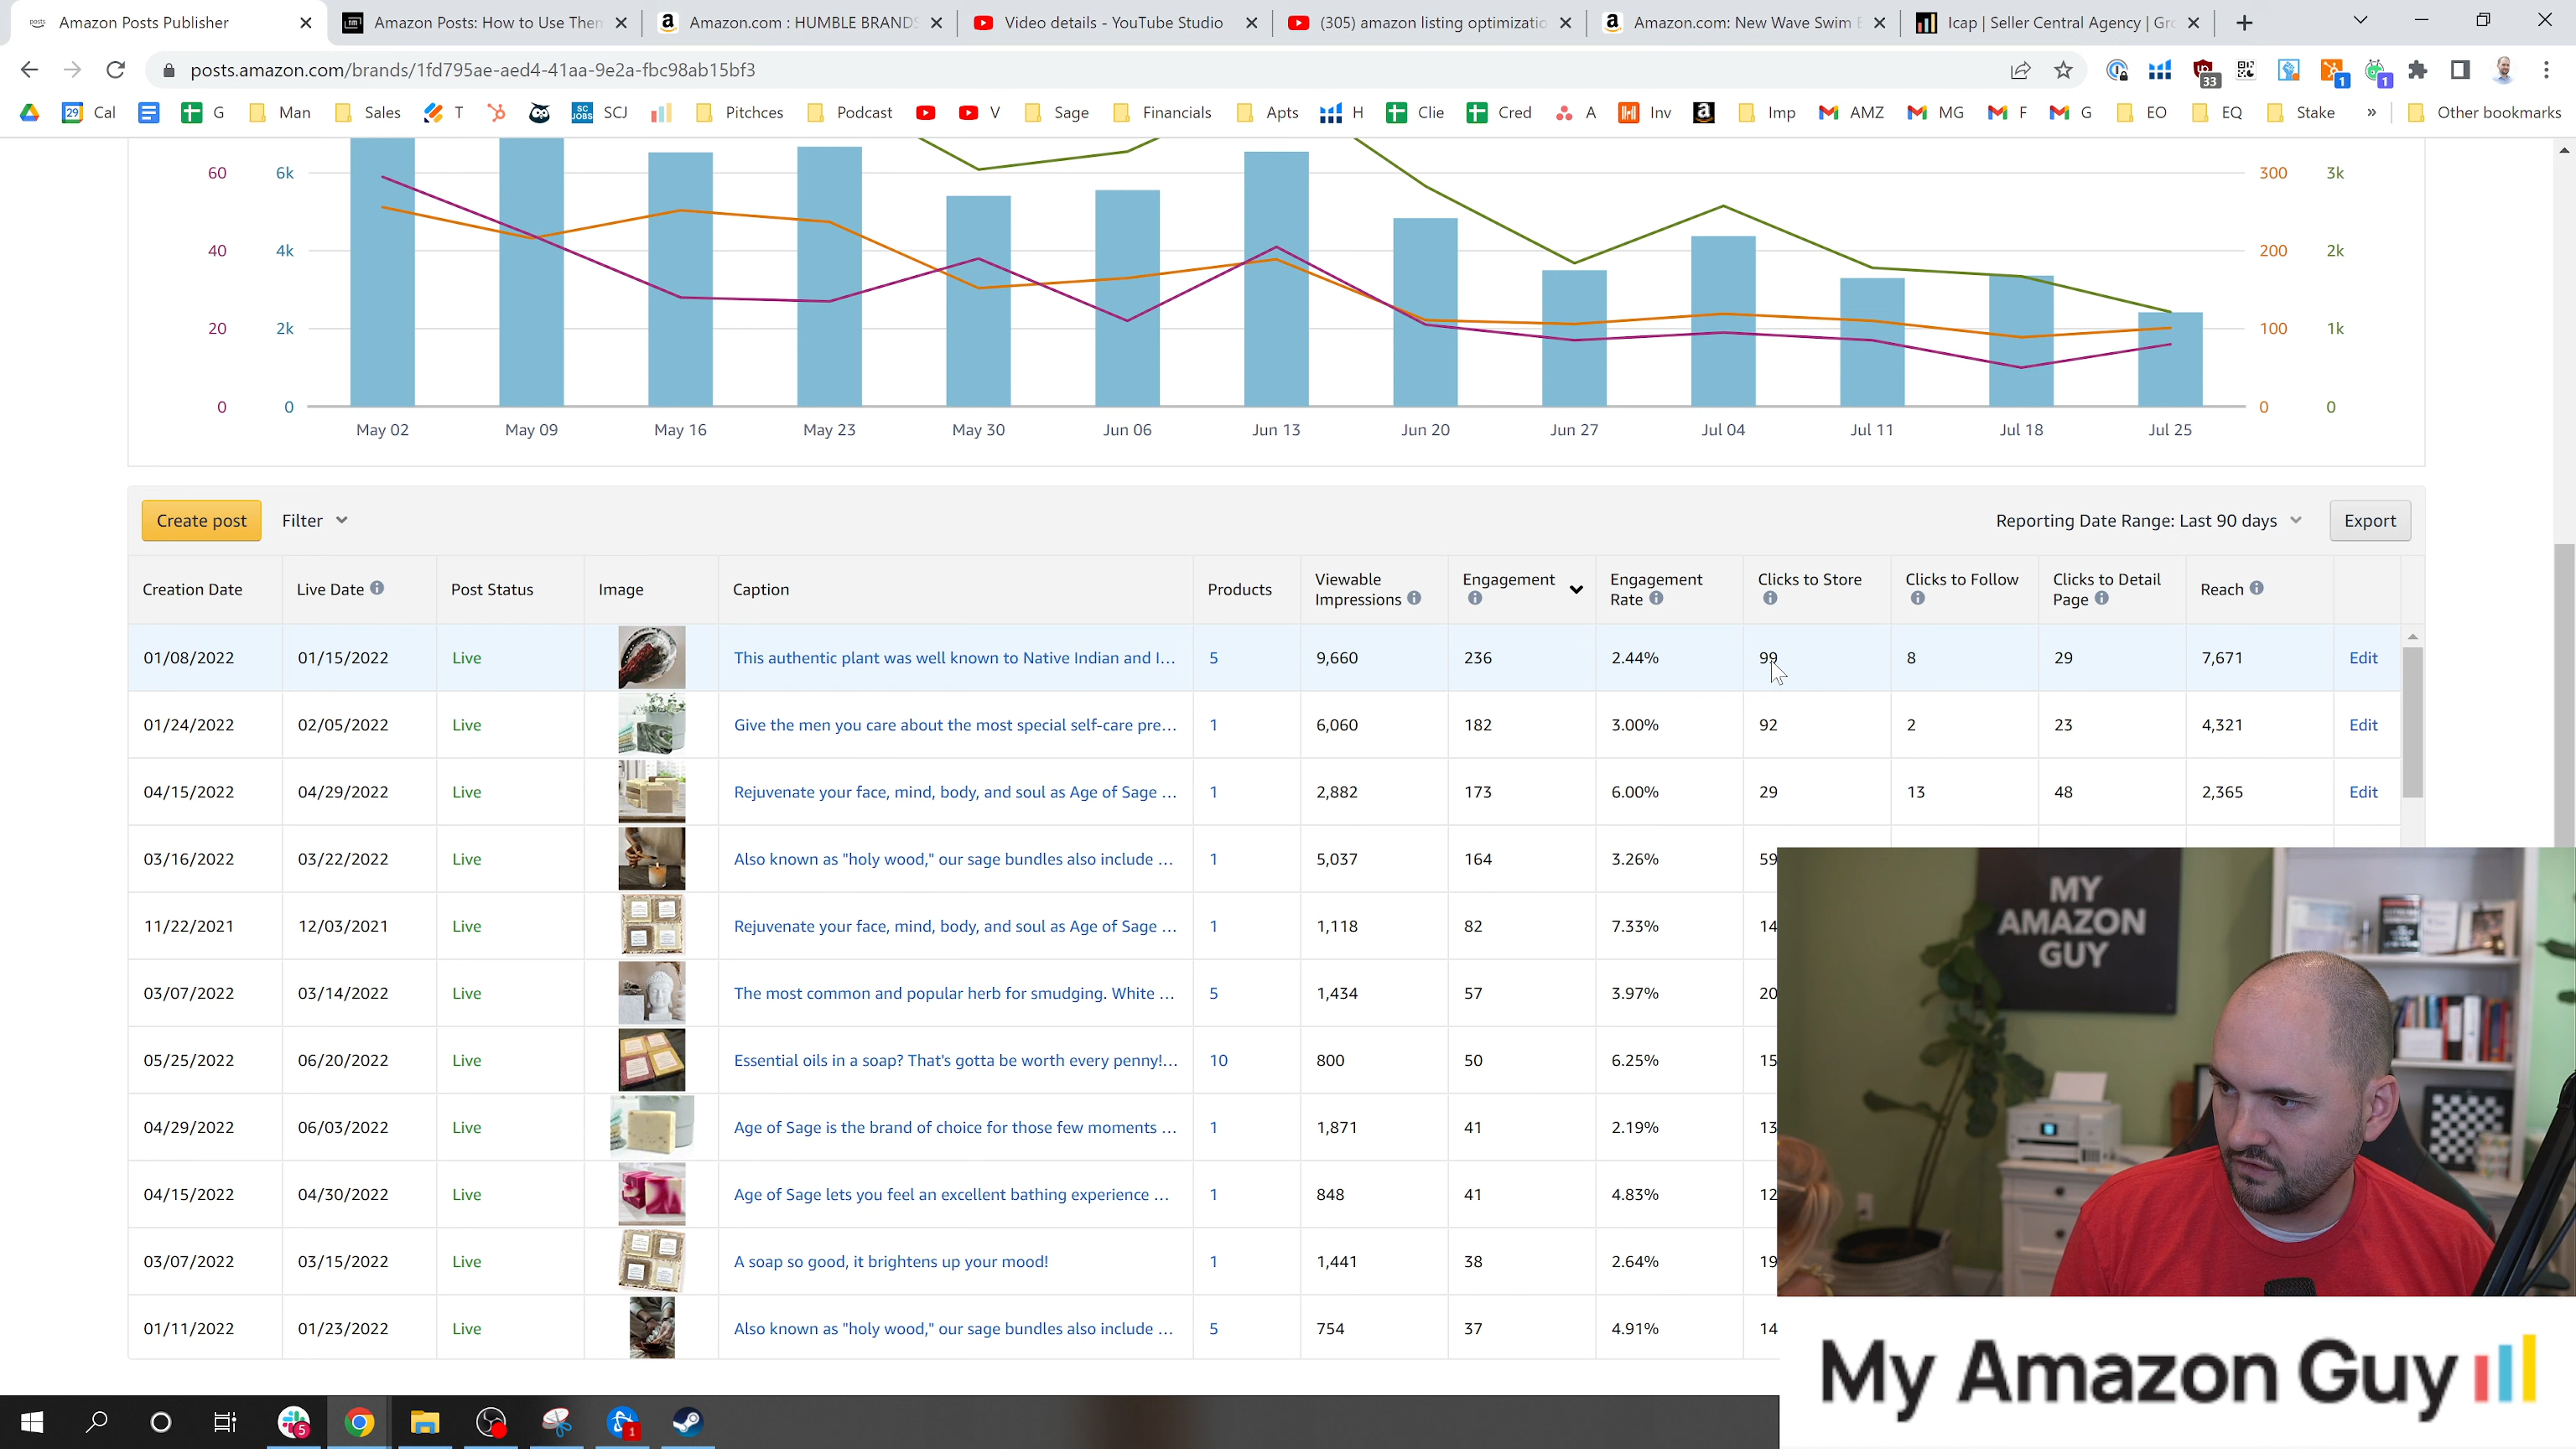 Amazon Posts Publisher
Amazon Posts: How to Use Them
Amazon.com : HUMBLE BRANDS
Video details - YouTube Studio
(305) amazon listing optimizatio
Amazon.com: New Wave Swim B
Icap | Seller Central Agency | Gro
posts.amazon.com/brands/1fd795ae-aed4-41aa-9e2a-fbc98ab15bf3
33
1
1
29 Cal G Man Sales T SC JOBS SCJ Pitchces Podcast V Sage Financials Apts H Clie Cred A Inv Imp AMZ MG F G EO EQ Stake » Other bookmarks
60 6k 300 3k
40 4k 200 2k
20 2k 100 1k
0 0 0 0
May 02 May 09 May 16 May 23 May 30 Jun 06 Jun 13 Jun 20 Jun 27 Jul 04 Jul 11 Jul 18 Jul 25
Create post Filter Reporting Date Range: Last 90 days Export
Creation Date Live Date Post Status Image Caption Products Viewable Impressions Engagement Engagement Rate Clicks to Store Clicks to Follow Clicks to Detail Page Reach
01/08/2022 01/15/2022 Live This authentic plant was well known to Native Indian and I... 5 9,660 236 2.44% 99 8 29 7,671 Edit
01/24/2022 02/05/2022 Live Give the men you care about the most special self-care pre... 1 6,060 182 3.00% 92 2 23 4,321 Edit
04/15/2022 04/29/2022 Live Rejuvenate your face, mind, body, and soul as Age of Sage ... 1 2,882 173 6.00% 29 13 48 2,365 Edit
03/16/2022 03/22/2022 Live Also known as "holy wood," our sage bundles also include ... 1 5,037 164 3.26% 59
11/22/2021 12/03/2021 Live Rejuvenate your face, mind, body, and soul as Age of Sage ... 1 1,118 82 7.33% 14
03/07/2022 03/14/2022 Live The most common and popular herb for smudging. White ... 5 1,434 57 3.97% 20
05/25/2022 06/20/2022 Live Essential oils in a soap? That's gotta be worth every penny!... 10 800 50 6.25% 15
04/29/2022 06/03/2022 Live Age of Sage is the brand of choice for those few moments ... 1 1,871 41 2.19% 13
04/15/2022 04/30/2022 Live Age of Sage lets you feel an excellent bathing experience ... 1 848 41 4.83% 12
03/07/2022 03/15/2022 Live A soap so good, it brightens up your mood! 1 1,441 38 2.64% 19
01/11/2022 01/23/2022 Live Also known as "holy wood," our sage bundles also include ... 5 754 37 4.91% 14
MY
AMAZON
GUY
My Amazon Guy
5
1